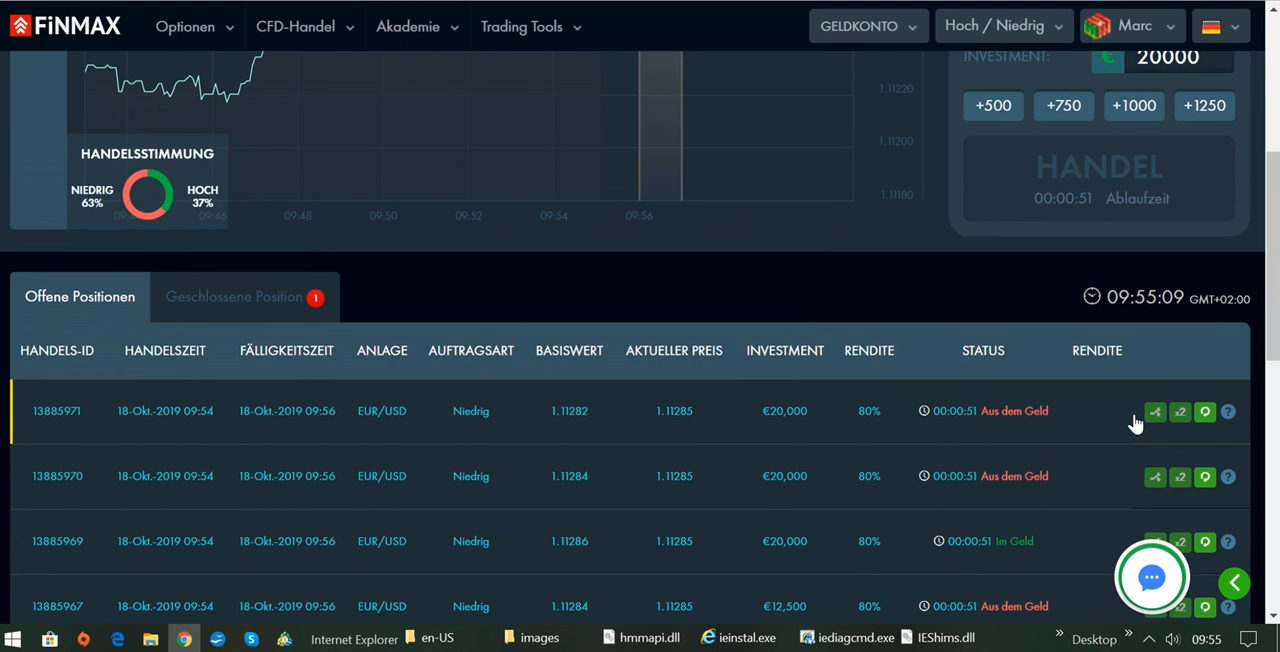 FiNMAX Optionen CFD-Handel Akademie Trading Tools GELDKONTO Hoch / Niedrig Marc
INVESTMENT: € 20000
1.11220
+500 +750 +1000 +1250
1.11200
HANDELSSTIMMUNG
HANDEL
NIEDRIG 63% HOCH 37%
00:00:51 Ablaufzeit
1.11180
09:46 09:48 09:50 09:52 09:54 09:56
Offene Positionen Geschlossene Position 1 09:55:09 GMT+02:00
HANDELS-ID HANDELSZEIT FÄLLIGKEITSZEIT ANLAGE AUFTRAGSART BASISWERT AKTUELLER PREIS INVESTMENT RENDITE STATUS RENDITE
13885971 18-Okt.-2019 09:54 18-Okt.-2019 09:56 EUR/USD Niedrig 1.11282 1.11285 €20,000 80% 00:00:51 Aus dem Geld x2 ?
13885970 18-Okt.-2019 09:54 18-Okt.-2019 09:56 EUR/USD Niedrig 1.11284 1.11285 €20,000 80% 00:00:51 Aus dem Geld x2 ?
13885969 18-Okt.-2019 09:54 18-Okt.-2019 09:56 EUR/USD Niedrig 1.11286 1.11285 €20,000 80% 00:00:51 Im Geld x2 ?
13885967 18-Okt.-2019 09:54 18-Okt.-2019 09:56 EUR/USD Niedrig 1.11284 1.11285 €12,500 80% 00:00:51 Aus dem Geld x2 ?
Internet Explorer en-US images hmmapi.dll ieinstal.exe iediagcmd.exe IEShims.dll » Desktop » 09:55